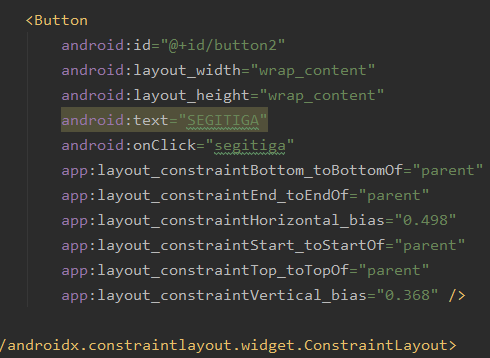 <Button
android:id="@+id/button2"
android:layout_width="wrap_content"
android:layout_height="wrap_content"
android:text="SEGITIGA"
android:onClick="segitiga"
app:layout_constraintBottom_toBottomOf="parent"
app:layout_constraintEnd_toEndOf="parent"
app:layout_constraintHorizontal_bias="0.498"
app:layout_constraintStart_toStartOf="parent"
app:layout_constraintTop_toTopOf="parent"
app:layout_constraintVertical_bias="0.368" />
/androidx.constraintlayout.widget.ConstraintLayout>